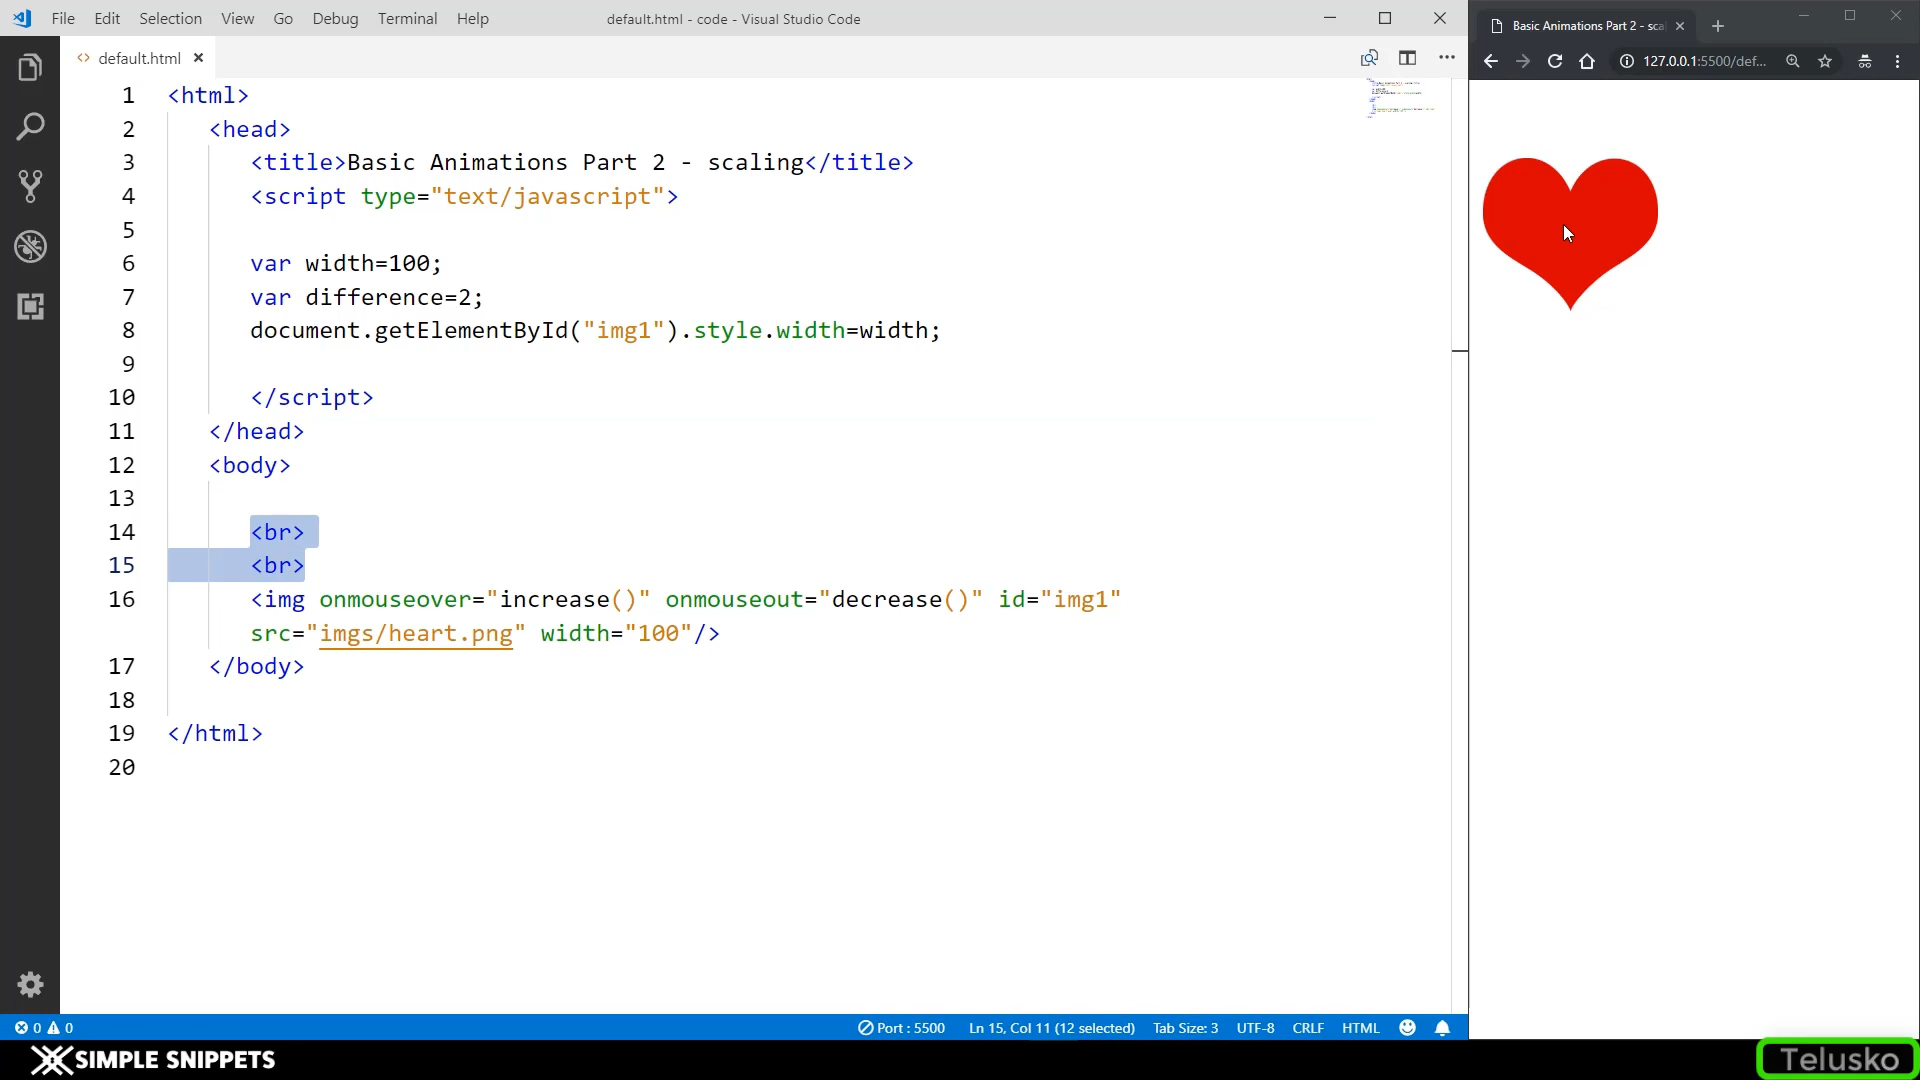 File Edit Selection View Go Debug Terminal Help
default.html - code - Visual Studio Code
default.html
1 <html>
2 <head>
3 <title>Basic Animations Part 2 - scaling</title>
4 <script type="text/javascript">
5
6 var width=100;
7 var difference=2;
8 document.getElementById("img1").style.width=width;
9
10 </script>
11 </head>
12 <body>
13
14 <br>
15 <br>
16 <img onmouseover="increase()" onmouseout="decrease()" id="img1"
src="imgs/heart.png" width="100"/>
17 </body>
18
19 </html>
20
0 0
Port : 5500 Ln 15, Col 11 (12 selected) Tab Size: 3 UTF-8 CRLF HTML
Basic Animations Part 2 - sca
127.0.0.1:5500/def...
SIMPLE SNIPPETS
Telusko